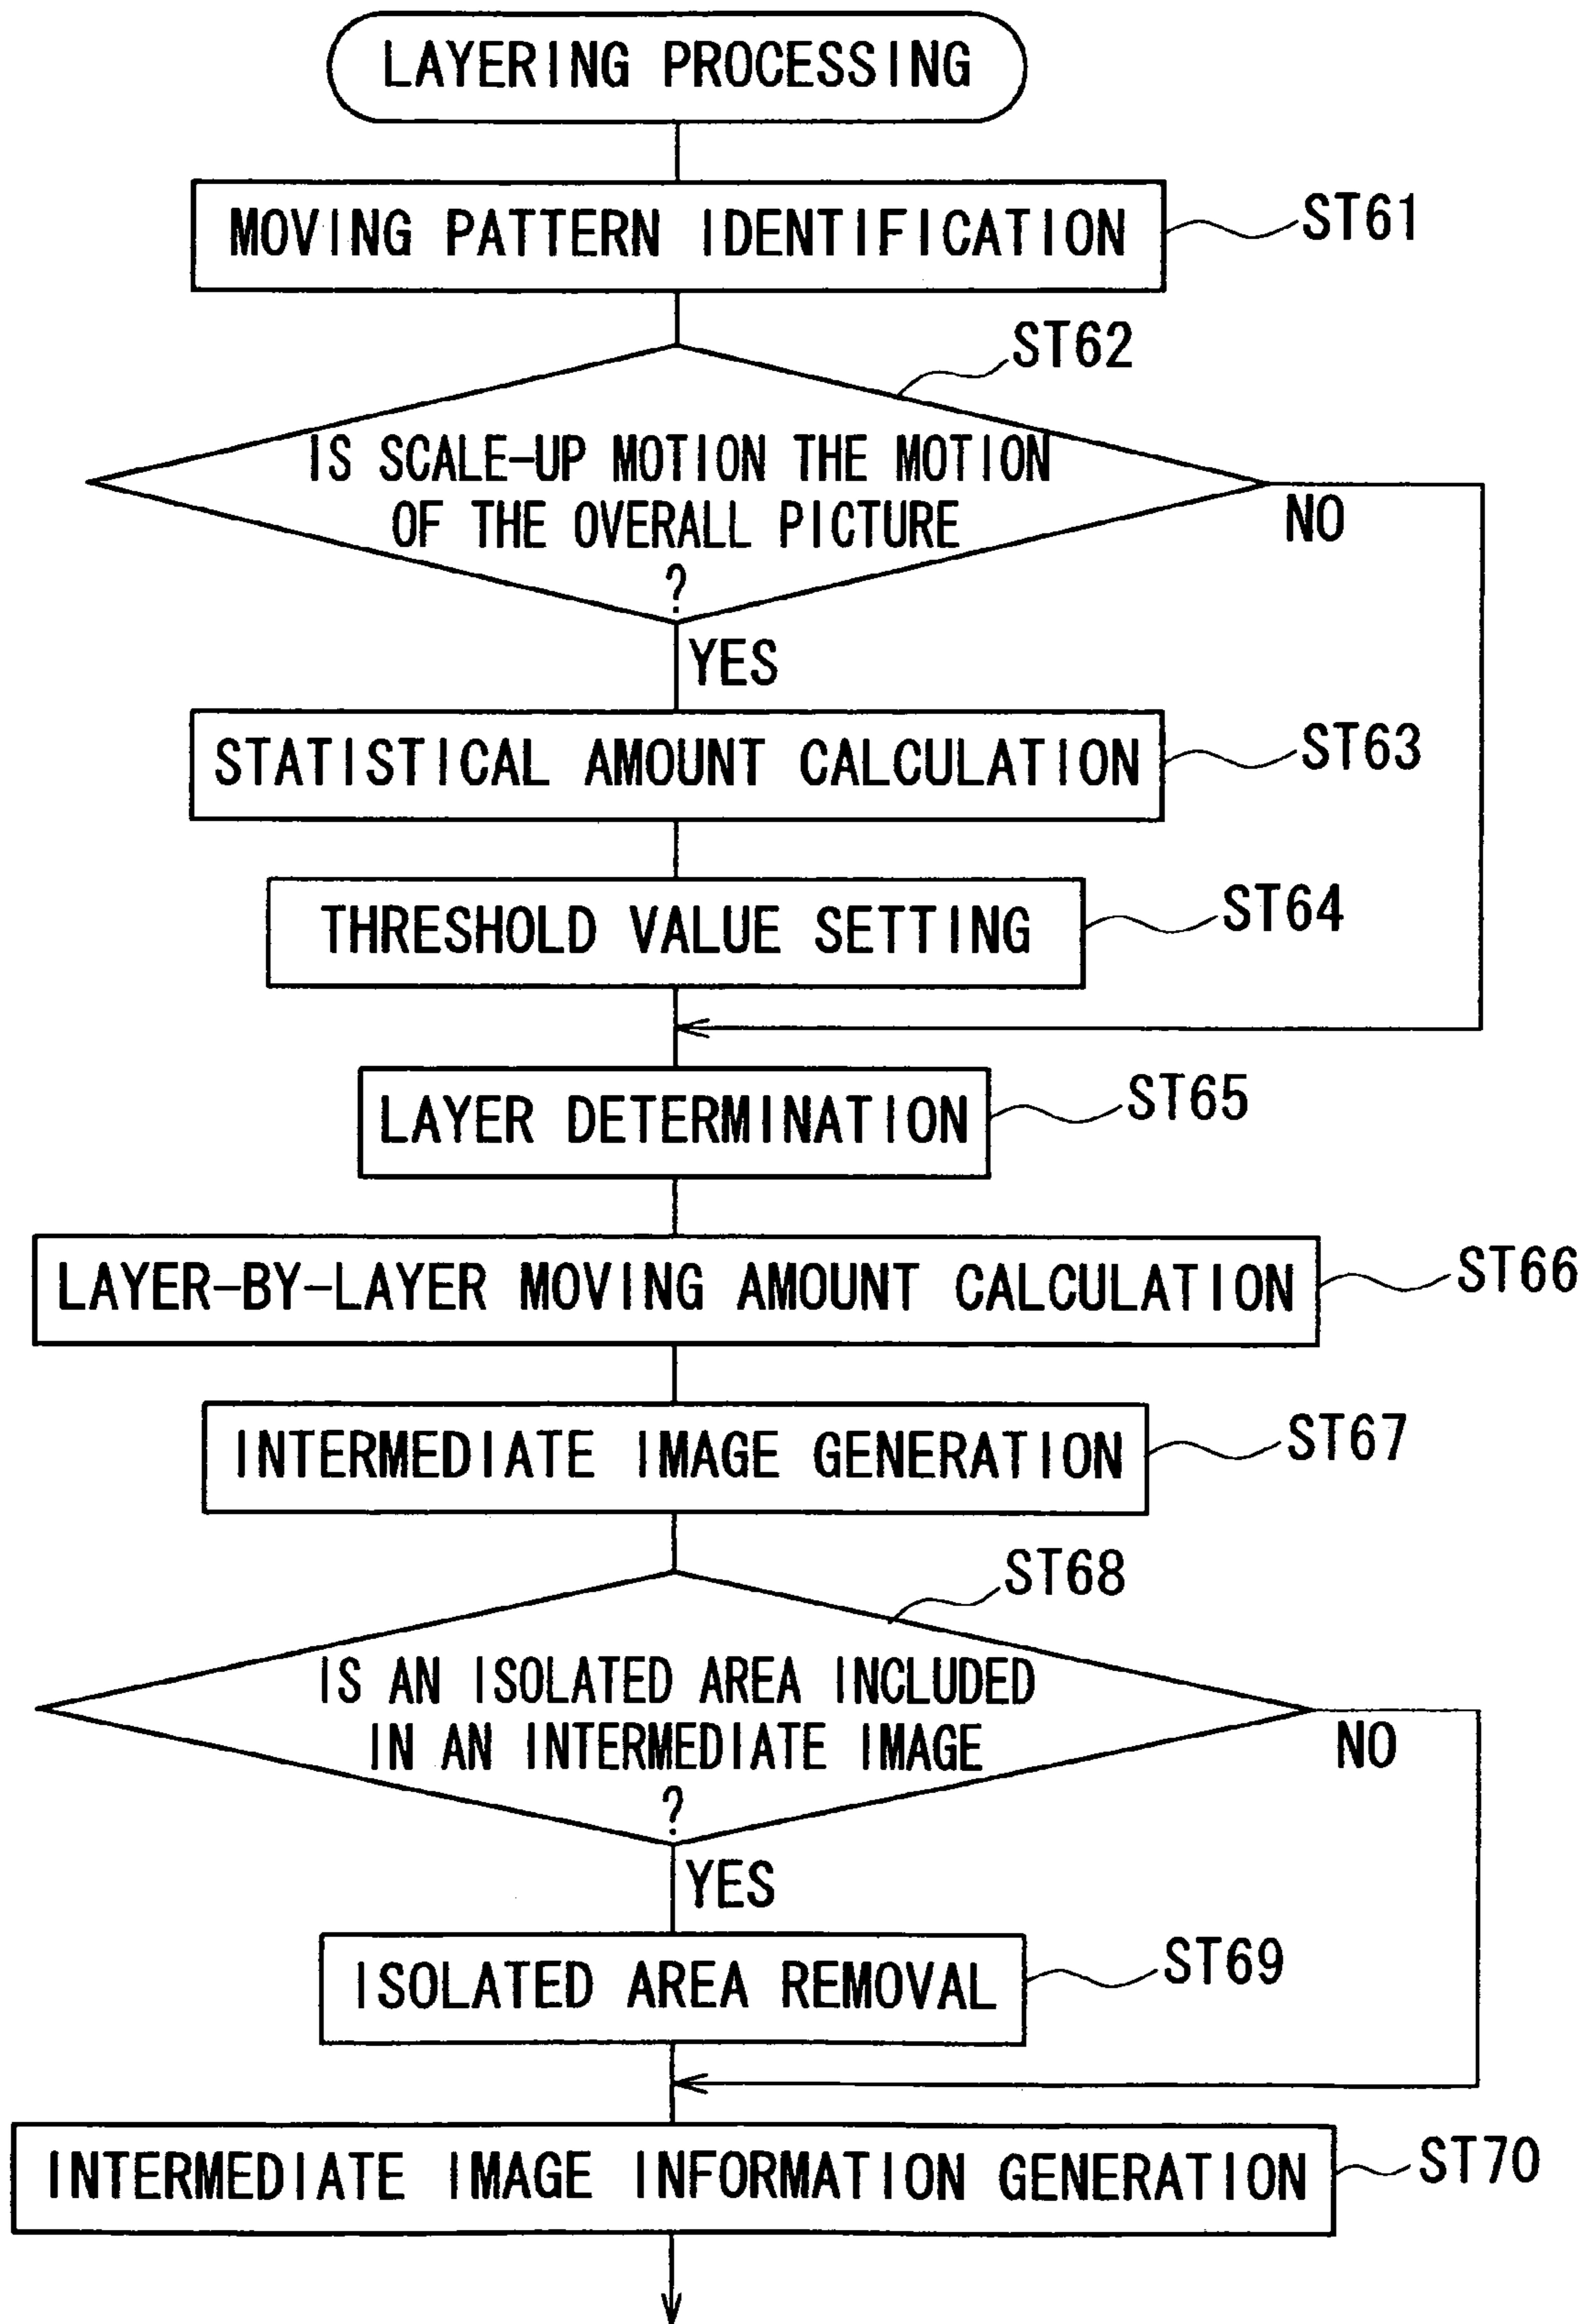 LAYERING PROCESSING
MOVING PATTERN IDENTIFICATION
ST61
ST62
IS SCALE-UP MOTION THE MOTION
OF THE OVERALL PICTURE
?
NO
YES
STATISTICAL AMOUNT CALCULATION
ST63
THRESHOLD VALUE SETTING
ST64
LAYER DETERMINATION
ST65
LAYER-BY-LAYER MOVING AMOUNT CALCULATION
ST66
INTERMEDIATE IMAGE GENERATION
ST67
ST68
IS AN ISOLATED AREA INCLUDED
IN AN INTERMEDIATE IMAGE
?
NO
YES
ISOLATED AREA REMOVAL
ST69
INTERMEDIATE IMAGE INFORMATION GENERATION
ST70